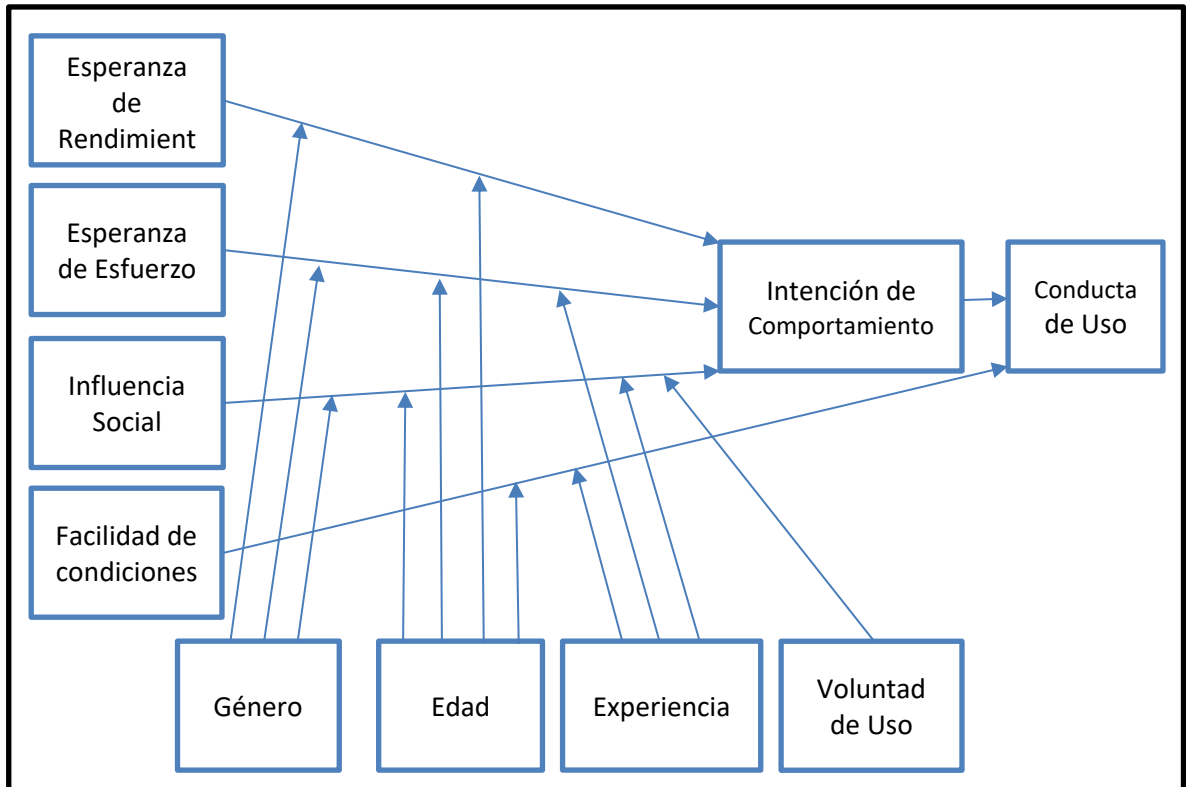 Esperanza
de
Rendimient
Esperanza
de Esfuerzo
Influencia
Social
Facilidad de
condiciones
Intención de
Comportamiento
Conducta
de Uso
Género
Edad
Experiencia
Voluntad
de Uso